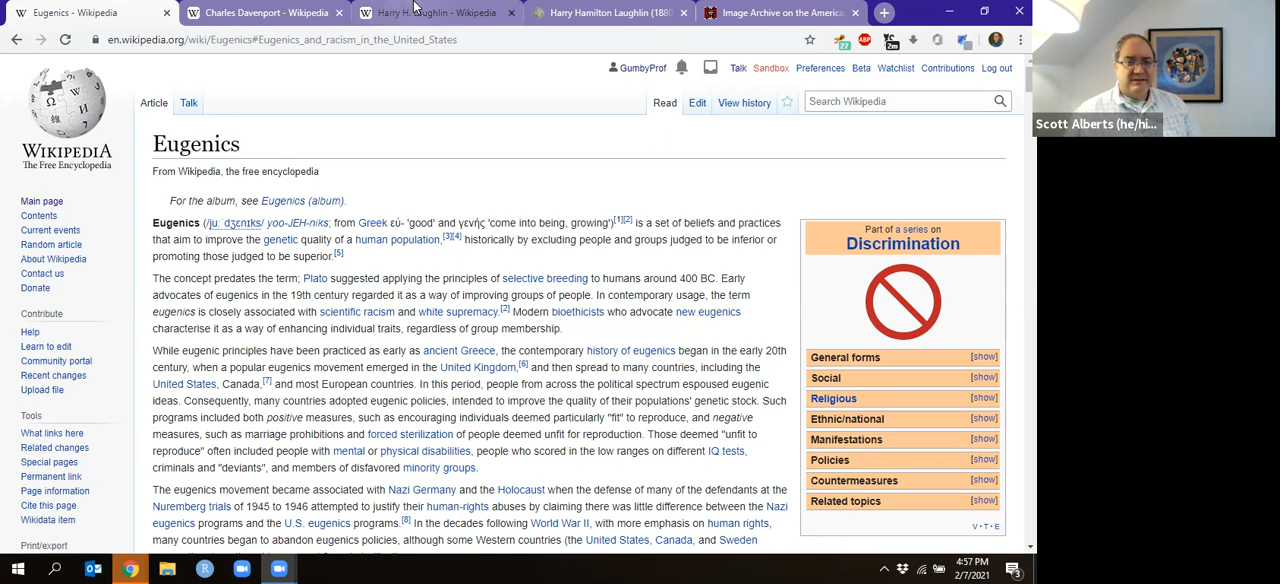 Eugenics - Wikipedia
Charles Davenport - Wikipedia
Harry H. Laughlin - Wikipedia
Harry Hamilton Laughlin (1880
Image Archive on the America
en.wikipedia.org/wiki/Eugenics#Eugenics_and_racism_in_the_United_States
27
ABP
2m
GumbyProf
Talk
Sandbox
Preferences
Beta
Watchlist
Contributions
Log out
WIKIPEDIA
The Free Encyclopedia
Article
Talk
Read
Edit
View history
Search Wikipedia
Scott Alberts (he/hi...
Main page
Contents
Current events
Random article
About Wikipedia
Contact us
Donate
Contribute
Help
Learn to edit
Community portal
Recent changes
Upload file
Tools
What links here
Related changes
Special pages
Permanent link
Page information
Cite this page
Wikidata item
Print/export
Eugenics
From Wikipedia, the free encyclopedia
For the album, see Eugenics (album).
Eugenics (/juːˈdʒɛnɪks/ yoo-JEH-niks; from Greek εὐ- 'good' and γενής 'come into being, growing')[1][2] is a set of beliefs and practices
that aim to improve the genetic quality of a human population,[3][4] historically by excluding people and groups judged to be inferior or
promoting those judged to be superior.[5]
The concept predates the term; Plato suggested applying the principles of selective breeding to humans around 400 BC. Early
advocates of eugenics in the 19th century regarded it as a way of improving groups of people. In contemporary usage, the term
eugenics is closely associated with scientific racism and white supremacy.[2] Modern bioethicists who advocate new eugenics
characterise it as a way of enhancing individual traits, regardless of group membership.
While eugenic principles have been practiced as early as ancient Greece, the contemporary history of eugenics began in the early 20th
century, when a popular eugenics movement emerged in the United Kingdom,[6] and then spread to many countries, including the
United States, Canada,[7] and most European countries. In this period, people from across the political spectrum espoused eugenic
ideas. Consequently, many countries adopted eugenic policies, intended to improve the quality of their populations' genetic stock. Such
programs included both positive measures, such as encouraging individuals deemed particularly "fit" to reproduce, and negative
measures, such as marriage prohibitions and forced sterilization of people deemed unfit for reproduction. Those deemed "unfit to
reproduce" often included people with mental or physical disabilities, people who scored in the low ranges on different IQ tests,
criminals and "deviants", and members of disfavored minority groups.
The eugenics movement became associated with Nazi Germany and the Holocaust when the defense of many of the defendants at the
Nuremberg trials of 1945 to 1946 attempted to justify their human-rights abuses by claiming there was little difference between the Nazi
eugenics programs and the U.S. eugenics programs.[8] In the decades following World War II, with more emphasis on human rights,
many countries began to abandon eugenics policies, although some Western countries (the United States, Canada, and Sweden
Part of a series on
Discrimination
General forms [show]
Social [show]
Religious [show]
Ethnic/national [show]
Manifestations [show]
Policies [show]
Countermeasures [show]
Related topics [show]
V · T · E
4:57 PM
2/7/2021
3